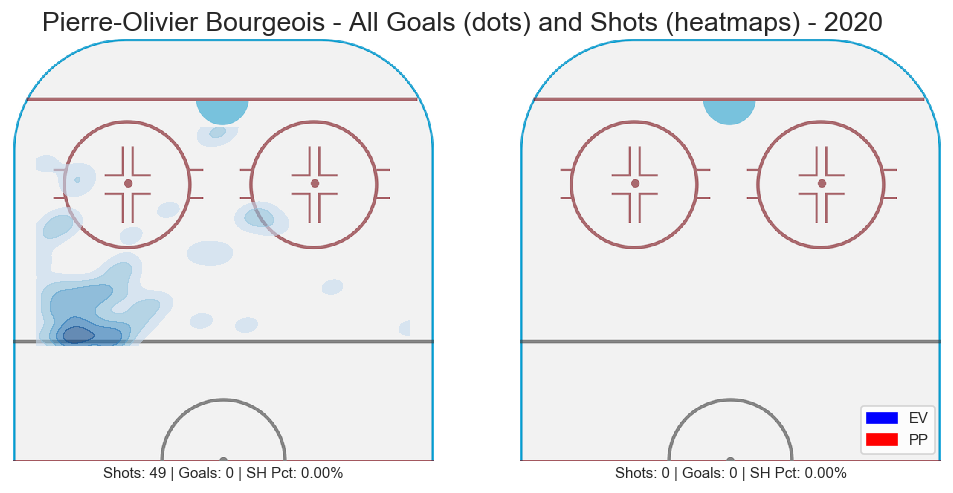 Pierre-Olivier Bourgeois - All Goals (dots) and Shots (heatmaps) - 2020
EV
PP
Shots: 49 | Goals: 0 | SH Pct: 0.00%
Shots: 0 | Goals: 0 | SH Pct: 0.00%